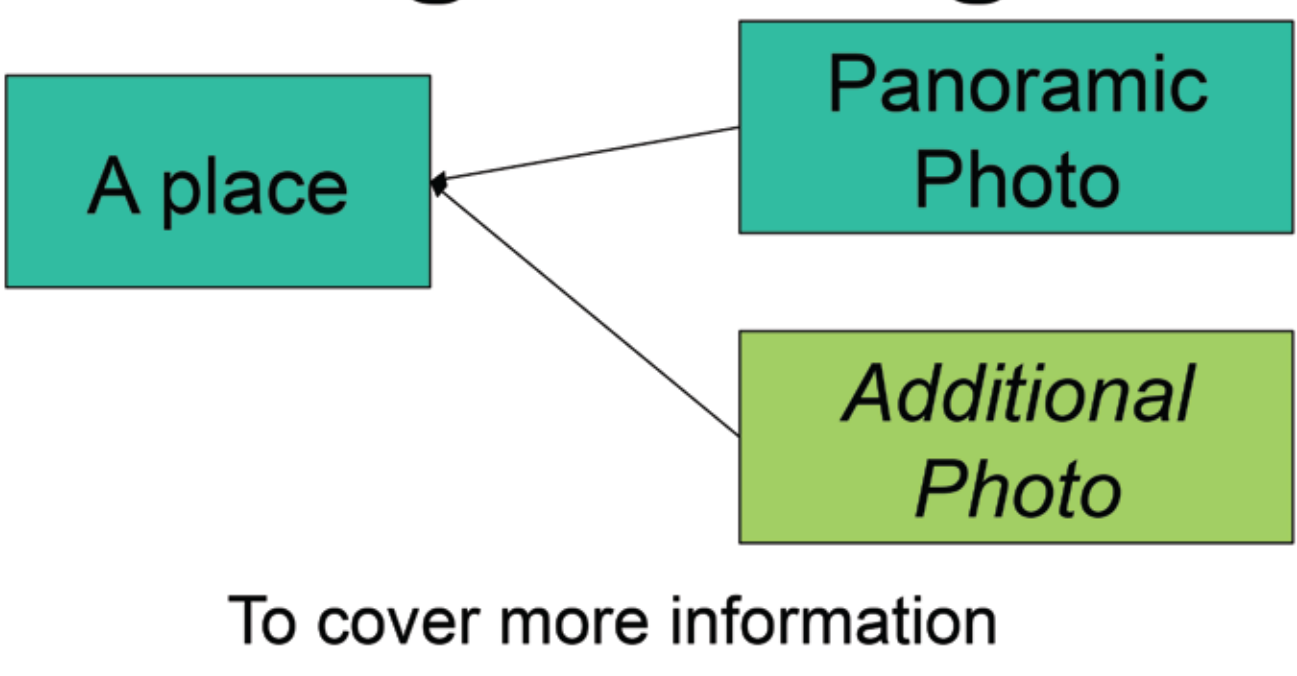 A place
Panoramic
Photo
Additional
Photo
To cover more information